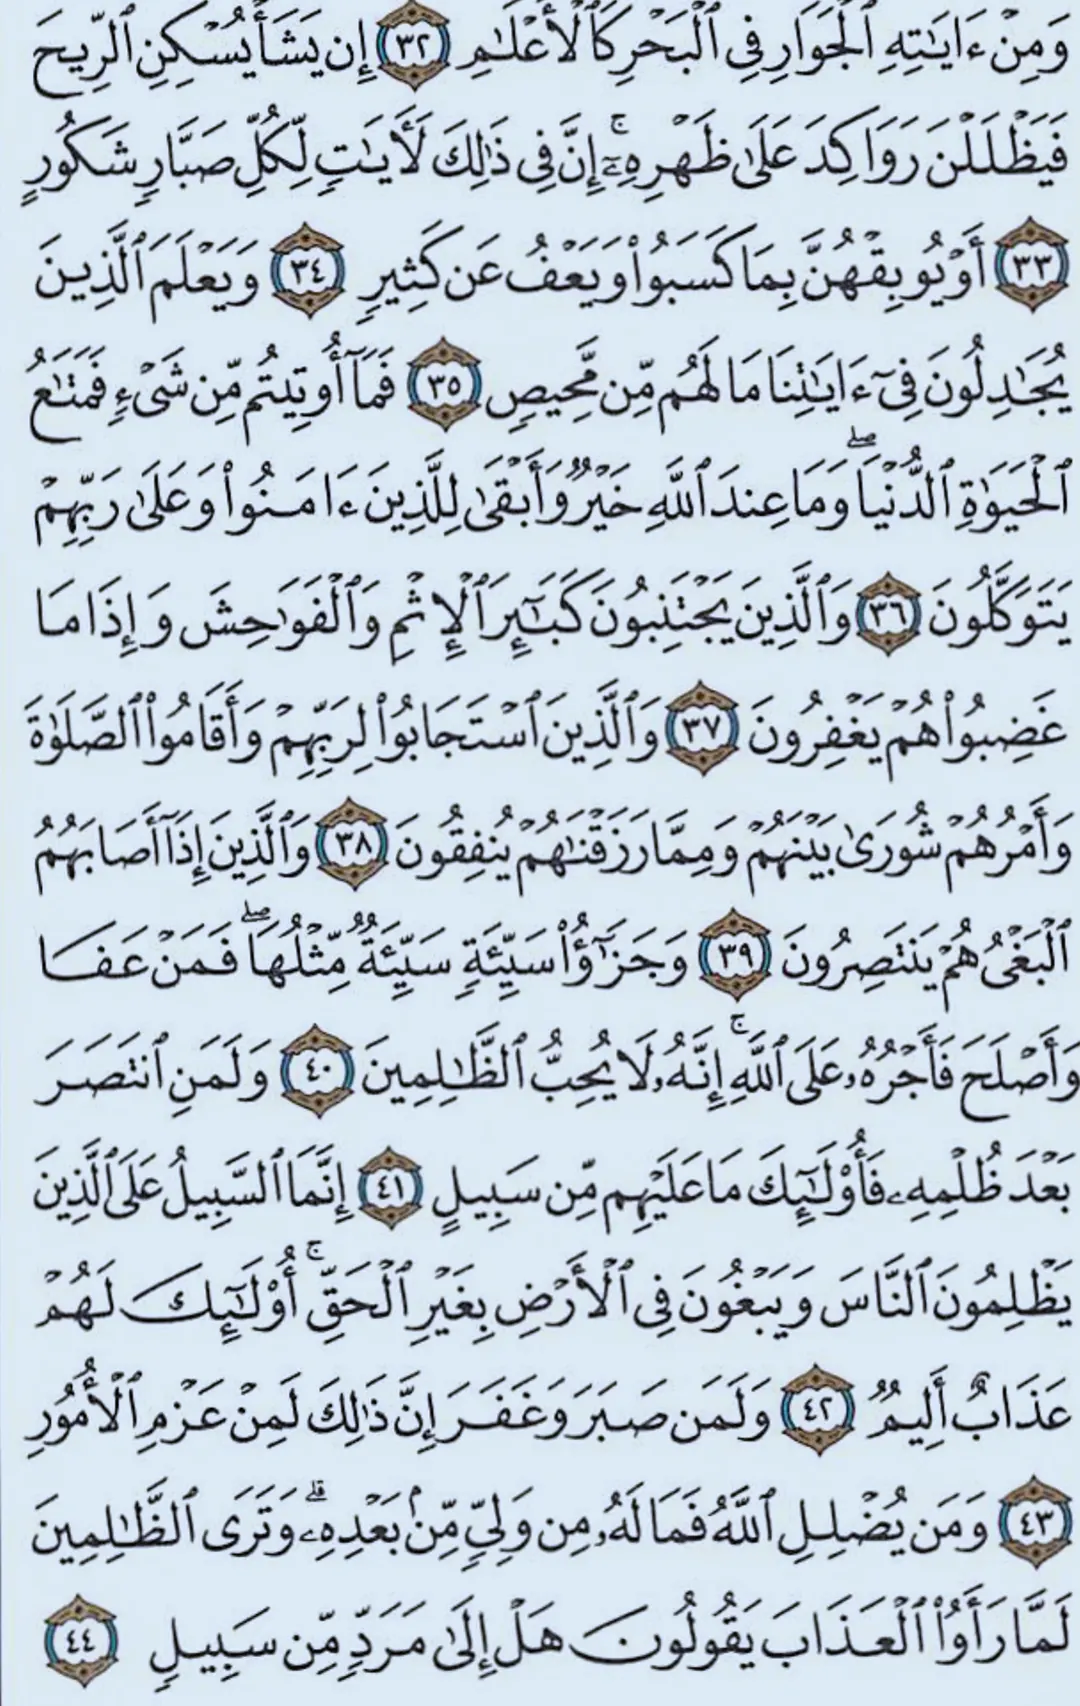 وَمِنْ ءَايَٰتِهِ ٱلْجَوَارِ فِى ٱلْبَحْرِ كَٱلْأَعْلَٰمِ ٣٢ إِن يَشَأْ يُسْكِنِ ٱلرِّيحَ
فَيَظْلَلْنَ رَوَاكِدَ عَلَىٰ ظَهْرِهِۦٓ ۚ إِنَّ فِى ذَٰلِكَ لَأَيَٰتٍ لِّكُلِّ صَبَّارٍ شَكُورٍ
٣٣ أَوْ يُوبِقْهُنَّ بِمَا كَسَبُوا۟ وَيَعْفُ عَن كَثِيرٍ ٣٤ وَيَعْلَمَ ٱلَّذِينَ
يُجَٰدِلُونَ فِىٓ ءَايَٰتِنَا مَا لَهُم مِّن مَّحِيصٍ ٣٥ فَمَآ أُوتِيتُم مِّن شَىْءٍ فَمَتَٰعُ
ٱلْحَيَوٰةِ ٱلدُّنْيَا ۖ وَمَا عِندَ ٱللَّهِ خَيْرٌ وَأَبْقَىٰ لِلَّذِينَ ءَامَنُوا۟ وَعَلَىٰ رَبِّهِمْ
يَتَوَكَّلُونَ ٣٦ وَٱلَّذِينَ يَجْتَنِبُونَ كَبَٰٓئِرَ ٱلْإِثْمِ وَٱلْفَوَٰحِشَ وَإِذَا مَا
غَضِبُوا۟ هُمْ يَغْفِرُونَ ٣٧ وَٱلَّذِينَ ٱسْتَجَابُوا۟ لِرَبِّهِمْ وَأَقَامُوا۟ ٱلصَّلَوٰةَ
وَأَمْرُهُمْ شُورَىٰ بَيْنَهُمْ وَمِمَّا رَزَقْنَٰهُمْ يُنفِقُونَ ٣٨ وَٱلَّذِينَ إِذَآ أَصَابَهُمُ
ٱلْبَغْىُ هُمْ يَنتَصِرُونَ ٣٩ وَجَزَٰٓؤُا۟ سَيِّئَةٍ سَيِّئَةٌ مِّثْلُهَا ۖ فَمَنْ عَفَا
وَأَصْلَحَ فَأَجْرُهُۥ عَلَى ٱللَّهِ ۚ إِنَّهُۥ لَا يُحِبُّ ٱلظَّٰلِمِينَ ٤٠ وَلَمَنِ ٱنتَصَرَ
بَعْدَ ظُلْمِهِۦ فَأُو۟لَٰٓئِكَ مَا عَلَيْهِم مِّن سَبِيلٍ ٤١ إِنَّمَا ٱلسَّبِيلُ عَلَى ٱلَّذِينَ
يَظْلِمُونَ ٱلنَّاسَ وَيَبْغُونَ فِى ٱلْأَرْضِ بِغَيْرِ ٱلْحَقِّ ۚ أُو۟لَٰٓئِكَ لَهُمْ
عَذَابٌ أَلِيمٌ ٤٢ وَلَمَن صَبَرَ وَغَفَرَ إِنَّ ذَٰلِكَ لَمِنْ عَزْمِ ٱلْأُمُورِ
٤٣ وَمَن يُضْلِلِ ٱللَّهُ فَمَا لَهُۥ مِن وَلِىٍّ مِّنۢ بَعْدِهِۦ ۗ وَتَرَى ٱلظَّٰلِمِينَ
لَمَّا رَأَوُا۟ ٱلْعَذَابَ يَقُولُونَ هَلْ إِلَىٰ مَرَدٍّ مِّن سَبِيلٍ ٤٤